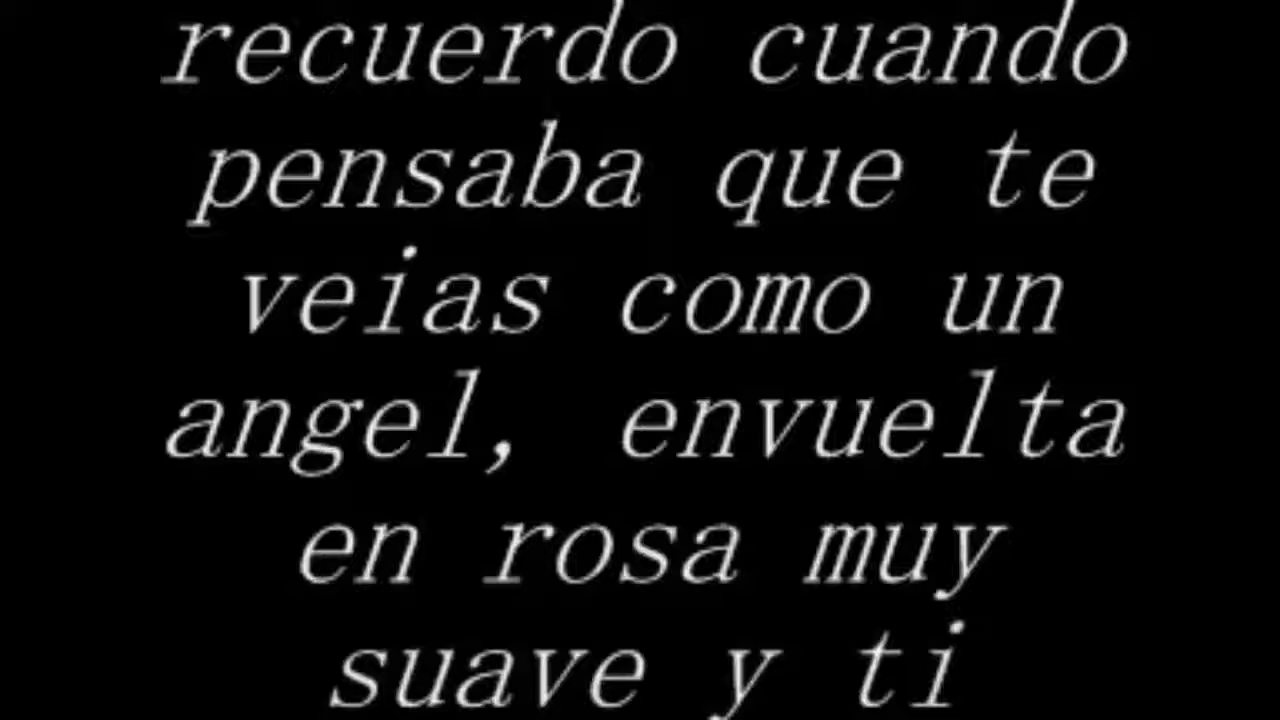 recuerdo cuando
pensaba que te
veias como un
angel, envuelta
en rosa muy
suave y ti